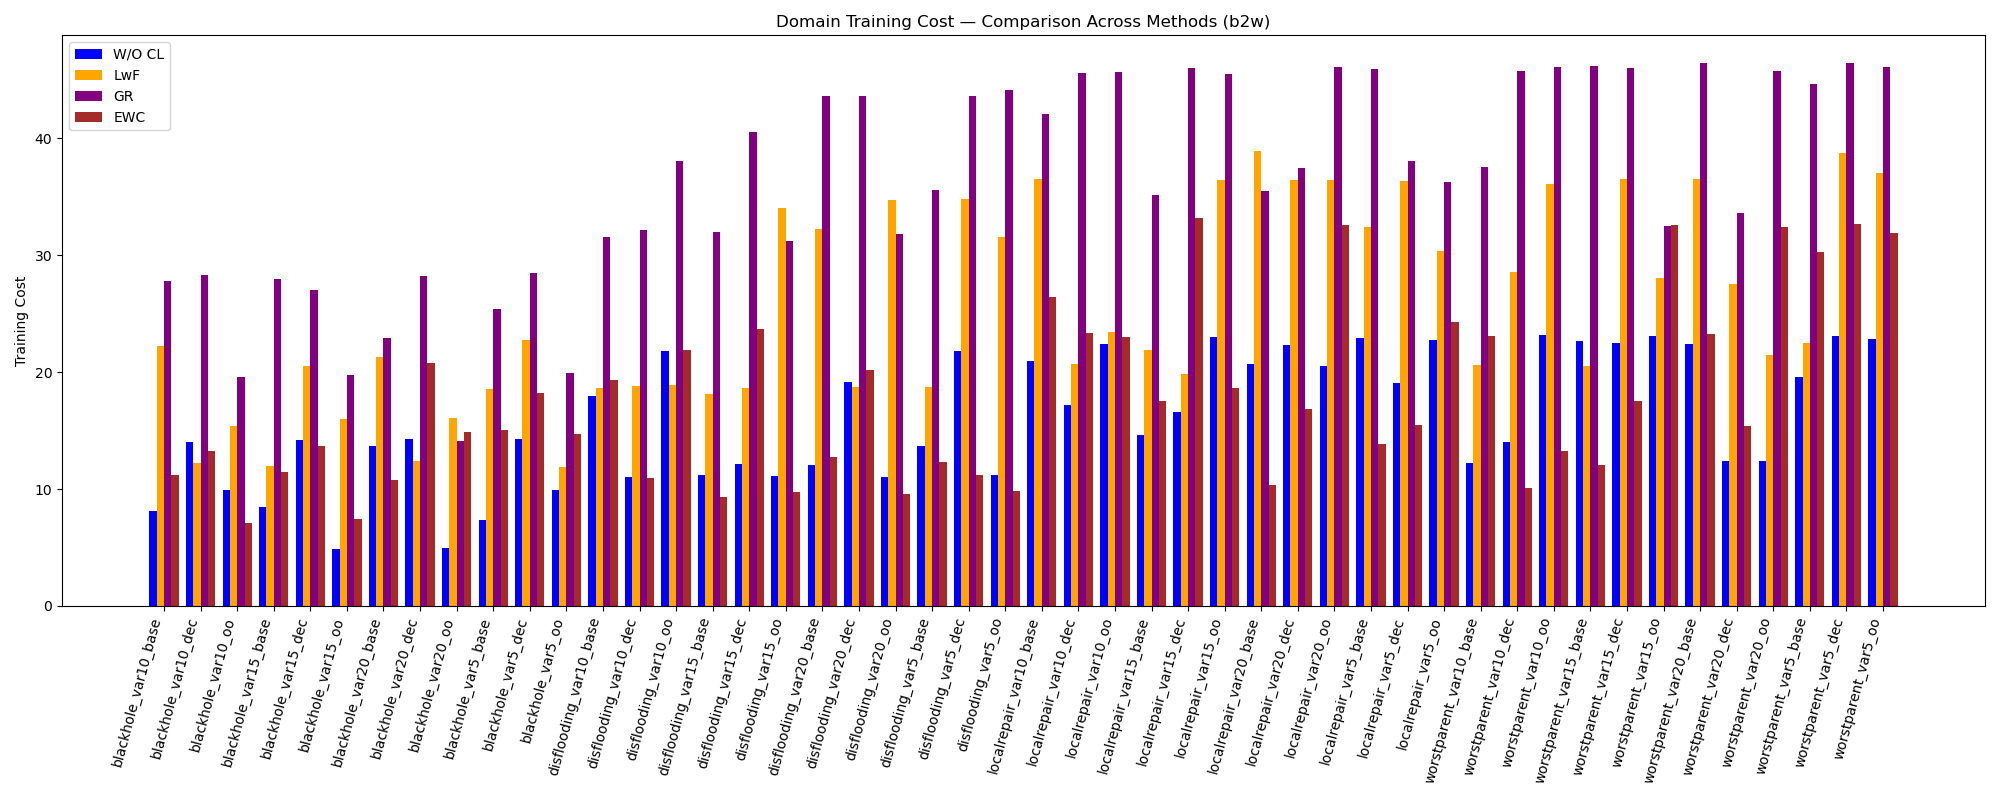 Domain Training Cost — Comparison Across Methods (b2w)
W/O CL
LwF
GR
EWC
Training Cost
40
30
20
10
0
blackhole_var10_base
blackhole_var10_dec
blackhole_var10_oo
blackhole_var15_base
blackhole_var15_dec
blackhole_var15_oo
blackhole_var20_base
blackhole_var20_dec
blackhole_var20_oo
blackhole_var5_base
blackhole_var5_dec
blackhole_var5_oo
disflooding_var10_base
disflooding_var10_dec
disflooding_var10_oo
disflooding_var15_base
disflooding_var15_dec
disflooding_var15_oo
disflooding_var20_base
disflooding_var20_dec
disflooding_var20_oo
disflooding_var5_base
disflooding_var5_dec
disflooding_var5_oo
localrepair_var10_base
localrepair_var10_dec
localrepair_var10_oo
localrepair_var15_base
localrepair_var15_dec
localrepair_var15_oo
localrepair_var20_base
localrepair_var20_dec
localrepair_var20_oo
localrepair_var5_base
localrepair_var5_dec
localrepair_var5_oo
worstparent_var10_base
worstparent_var10_dec
worstparent_var10_oo
worstparent_var15_base
worstparent_var15_dec
worstparent_var15_oo
worstparent_var20_base
worstparent_var20_dec
worstparent_var20_oo
worstparent_var5_base
worstparent_var5_dec
worstparent_var5_oo